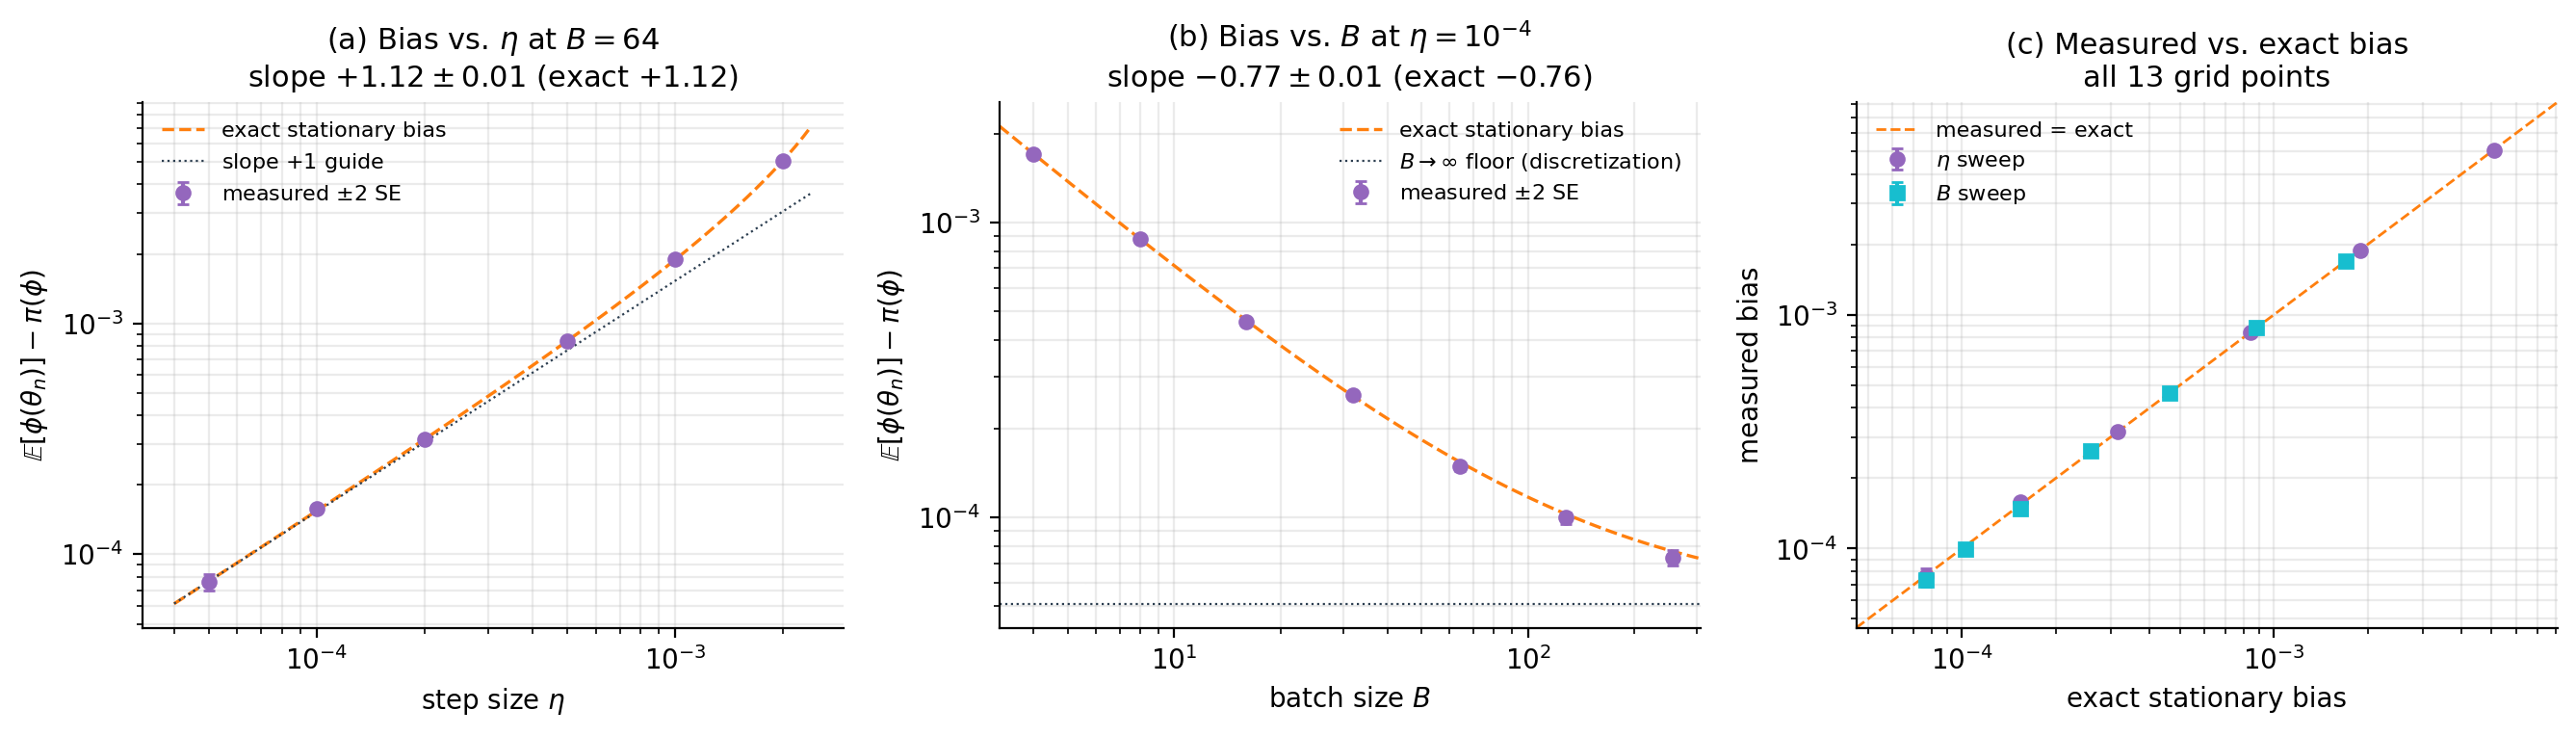 (a) Bias vs. η at B = 64
slope +1.12 ± 0.01 (exact +1.12)
exact stationary bias
slope +1 guide
measured ±2 SE
10⁻³
10⁻⁴
𝔼[ϕ(θₙ)] − π(ϕ)
10⁻⁴
10⁻³
step size η
(b) Bias vs. B at η = 10⁻⁴
slope −0.77 ± 0.01 (exact −0.76)
exact stationary bias
B → ∞ floor (discretization)
measured ±2 SE
10⁻³
10⁻⁴
𝔼[ϕ(θₙ)] − π(ϕ)
10¹
10²
batch size B
(c) Measured vs. exact bias
all 13 grid points
measured = exact
η sweep
B sweep
10⁻³
10⁻⁴
measured bias
10⁻⁴
10⁻³
exact stationary bias